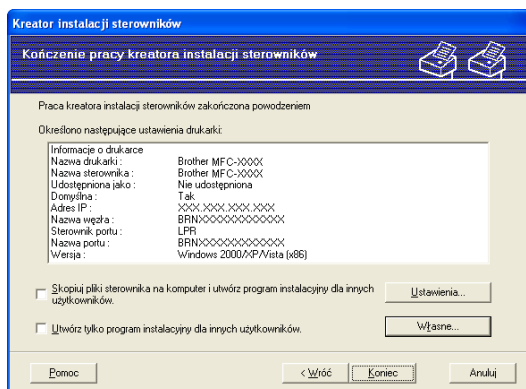 Kreator instalacji sterowników
Kończenie pracy kreatora instalacji sterowników
Praca kreatora instalacji sterowników zakończona powodzeniem
Określono następujące ustawienia drukarki:
Informacje o drukarce
Nazwa drukarki : Brother MFC-XXXX
Nazwa sterownika : Brother MFC-XXXX
Udostępniona jako : Nie udostępniona
Domyślna : Tak
Adres IP : XXX.XXX.XXX.XXX
Nazwa węzła : BRNXXXXXXXXXXXX
Sterownik portu : LPR
Nazwa portu : BRNXXXXXXXXXXXX
Wersja : Windows 2000/XP/Vista (x86)
Skopiuj pliki sterownika na komputer i utwórz program instalacyjny dla innych
użytkowników.
Ustawienia...
Utwórz tylko program instalacyjny dla innych użytkowników.
Własne...
Pomoc
< Wróć
Koniec
Anuluj